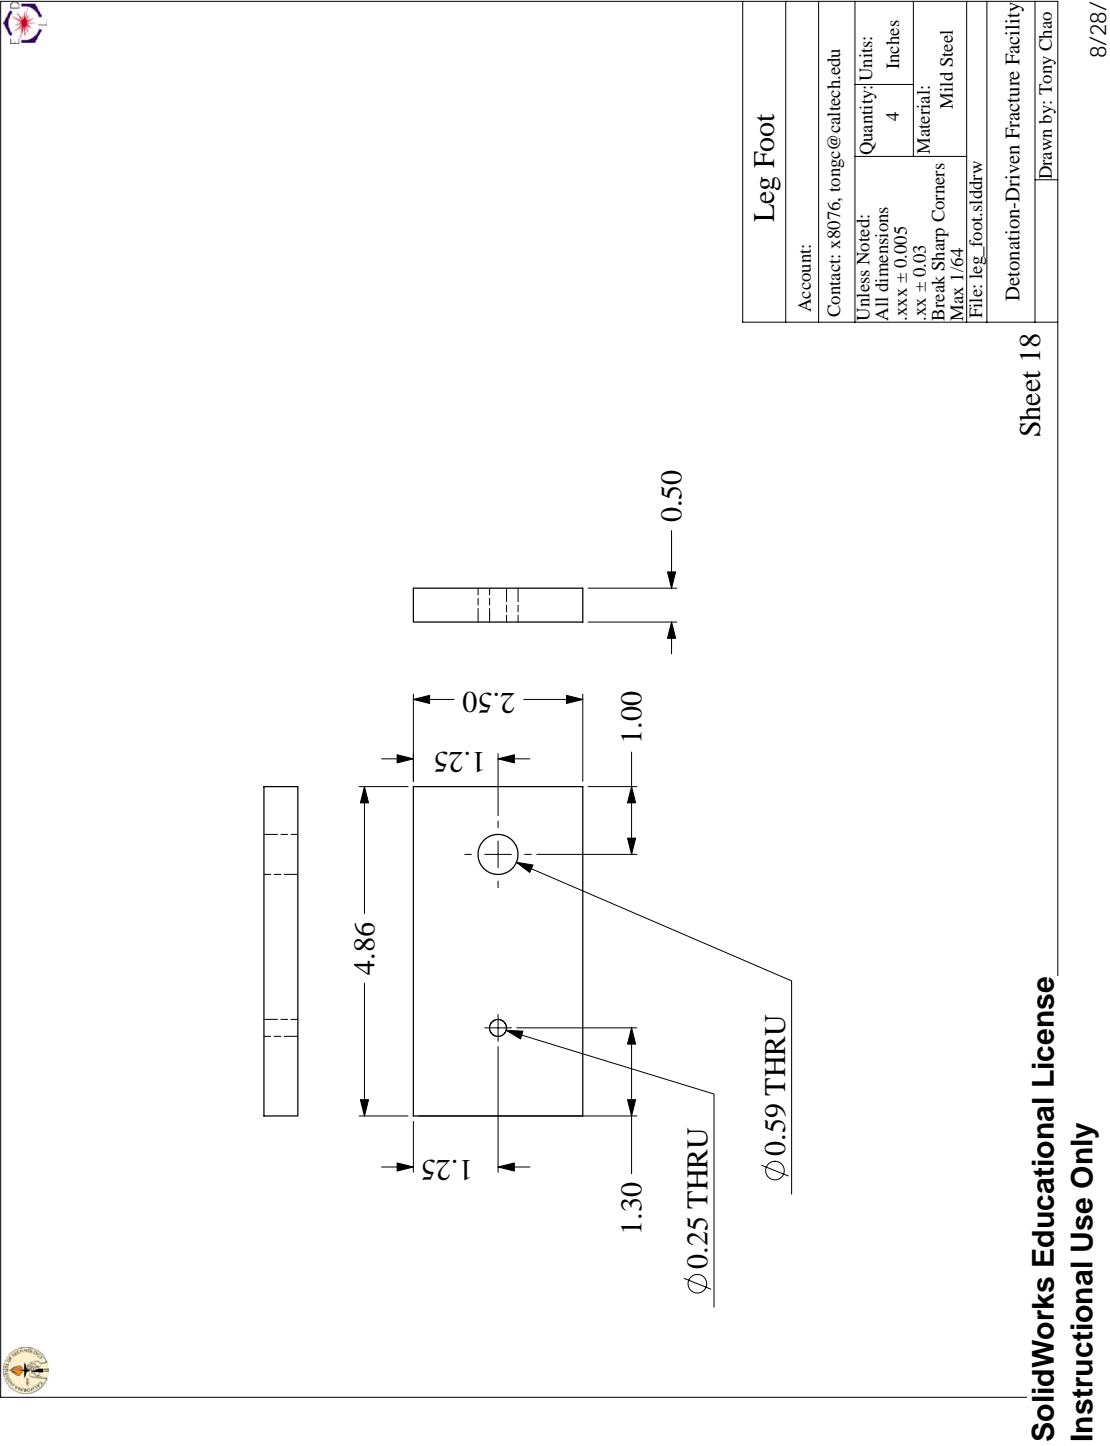 4.86
1.25
1.25
2.50
0.50
1.30
1.00
∅0.25 THRU
∅0.59 THRU
Sheet 18
Leg Foot
Account:
Contact: x8076, tongc@caltech.edu
Unless Noted:
All dimensions
.xxx ± 0.005
.xx ± 0.03
Break Sharp Corners
Max 1/64
Quantity:
4
Units:
Inches
Material:
Mild Steel
File: leg_foot.slddrw
Detonation-Driven Fracture Facility
Drawn by: Tony Chao
SolidWorks Educational License
Instructional Use Only
8/28/